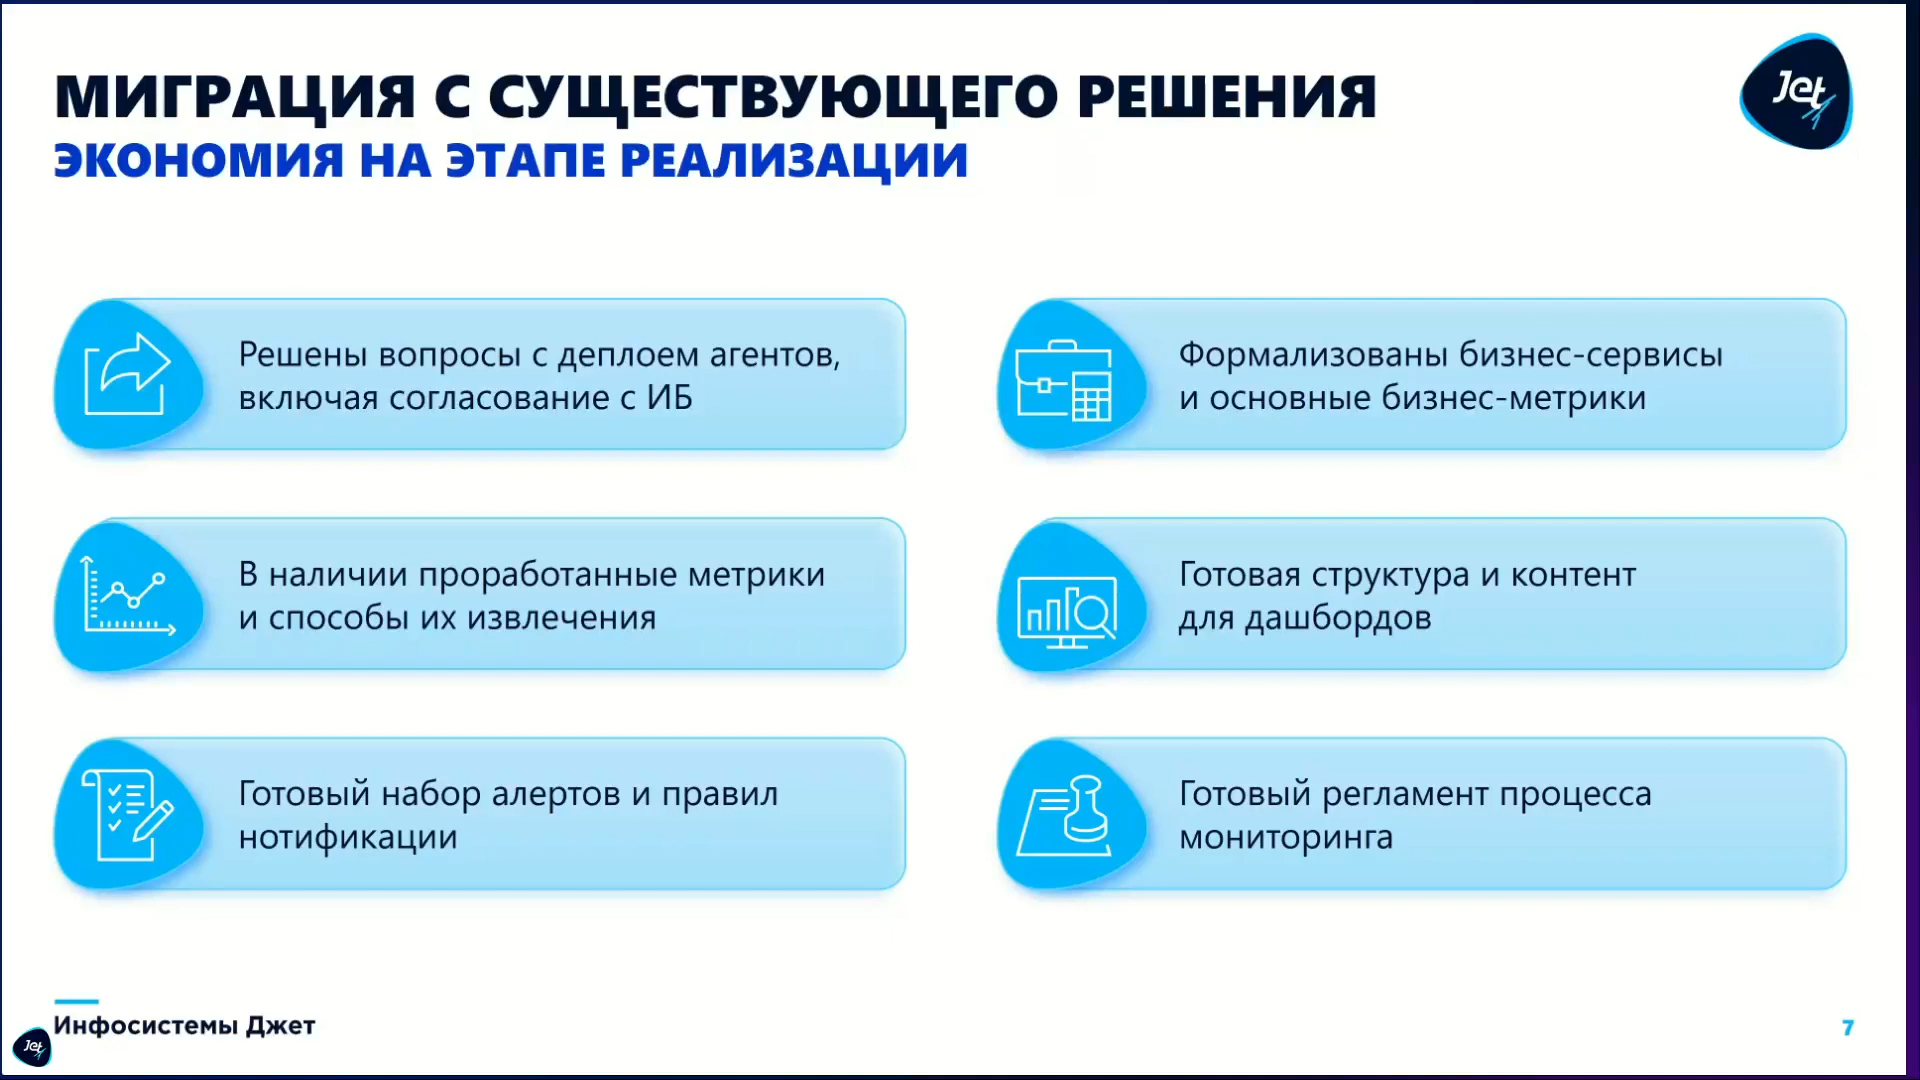 МИГРАЦИЯ С СУЩЕСТВУЮЩЕГО РЕШЕНИЯ
ЭКОНОМИЯ НА ЭТАПЕ РЕАЛИЗАЦИИ
Jet
Решены вопросы с деплоем агентов,
включая согласование с ИБ
Формализованы бизнес-сервисы
и основные бизнес-метрики
В наличии проработанные метрики
и способы их извлечения
Готовая структура и контент
для дашбордов
Готовый набор алертов и правил
нотификации
Готовый регламент процесса
мониторинга
Инфосистемы Джет
Jet
7